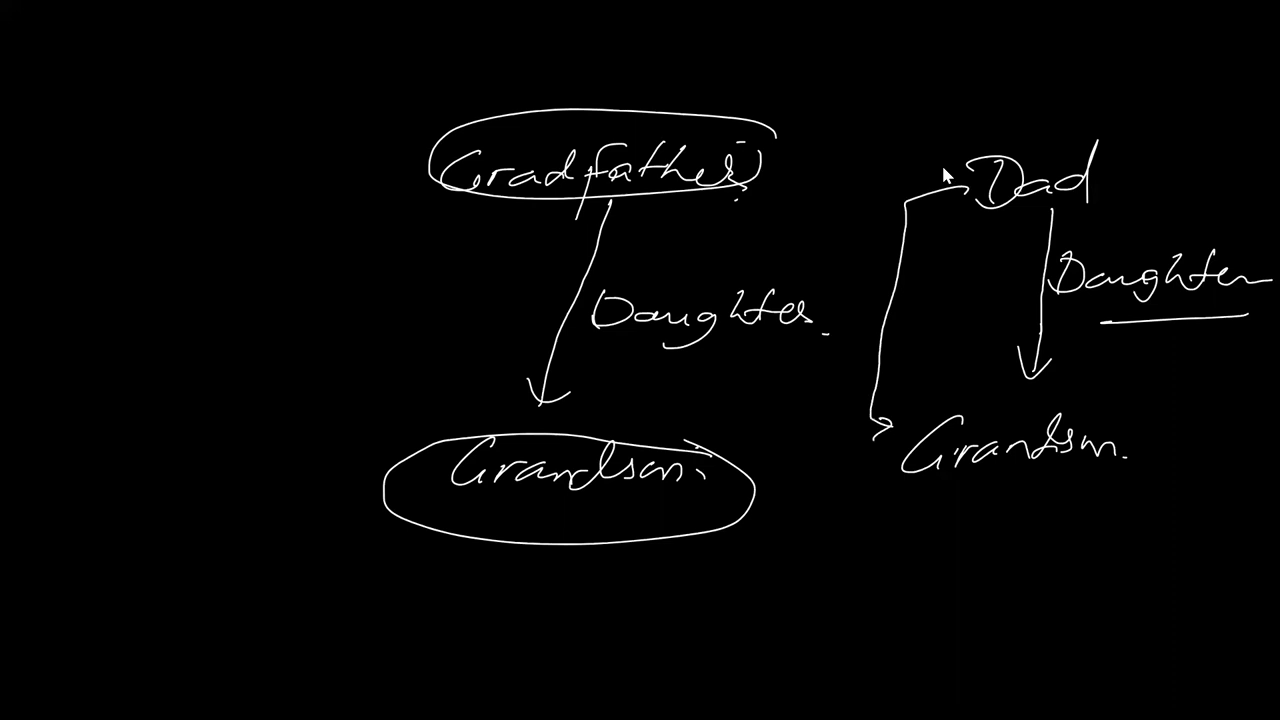 Gradfather
Daughter.
Grandson.
Dad
Daughter
Grandson.